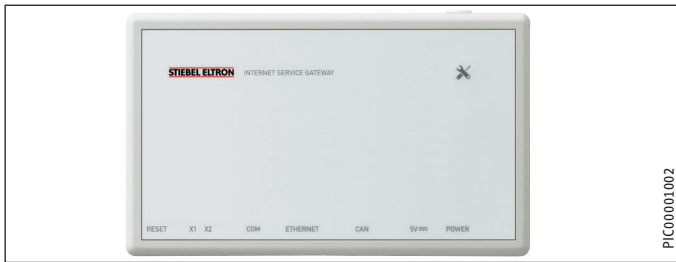 STIEBEL ELTRON INTERNET SERVICE GATEWAY
RESET X1 X2 COM ETHERNET CAN 5V⎓ POWER
PIC00001002